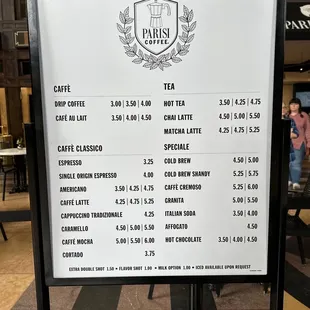 PARISI
COFFEE
CAFFÈ
DRIP COFFEE 3.00 | 3.50 | 4.00
CAFÉ AU LAIT 3.50 | 4.00 | 4.50
TEA
HOT TEA 3.50 | 4.25 | 4.75
CHAI LATTE 4.50 | 5.00 | 5.50
MATCHA LATTE 4.25 | 4.75 | 5.25
CAFFÈ CLASSICO
ESPRESSO 3.25
SINGLE ORIGIN ESPRESSO 4.00
AMERICANO 3.50 | 4.25 | 4.75
CAFFÈ LATTE 4.25 | 4.75 | 5.25
CAPPUCCINO TRADIZIONALE 4.25
CARAMELLO 4.50 | 5.00 | 5.50
CAFFÈ MOCHA 5.00 | 5.50 | 6.00
CORTADO 3.75
SPECIALE
COLD BREW 4.50 | 5.00
COLD BREW SHANDY 5.25 | 5.75
CAFFÈ CREMOSO 5.25 | 6.00
GRANITA 5.00 | 5.50
ITALIAN SODA 3.50 | 4.00
AFFOGATO 4.50
HOT CHOCOLATE 3.50 | 4.00 | 4.50
EXTRA DOUBLE SHOT 1.50 • FLAVOR SHOT 1.00 • MILK OPTION 1.00 • ICED AVAILABLE UPON REQUEST